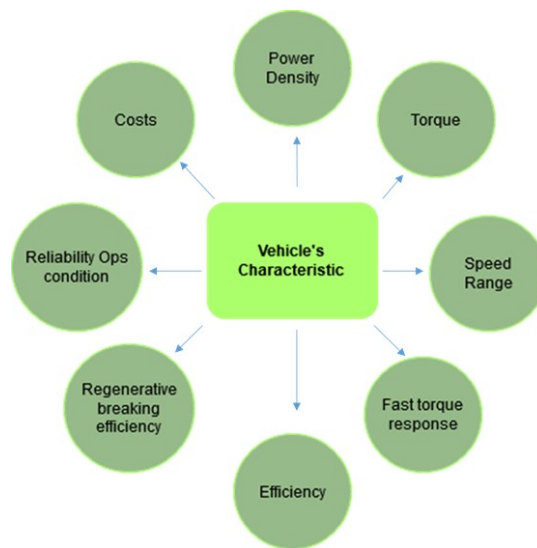 Power
Density
Costs
Torque
Vehicle's
Characteristic
Reliability Ops
condition
Speed
Range
Regenerative
breaking
efficiency
Fast torque
response
Efficiency